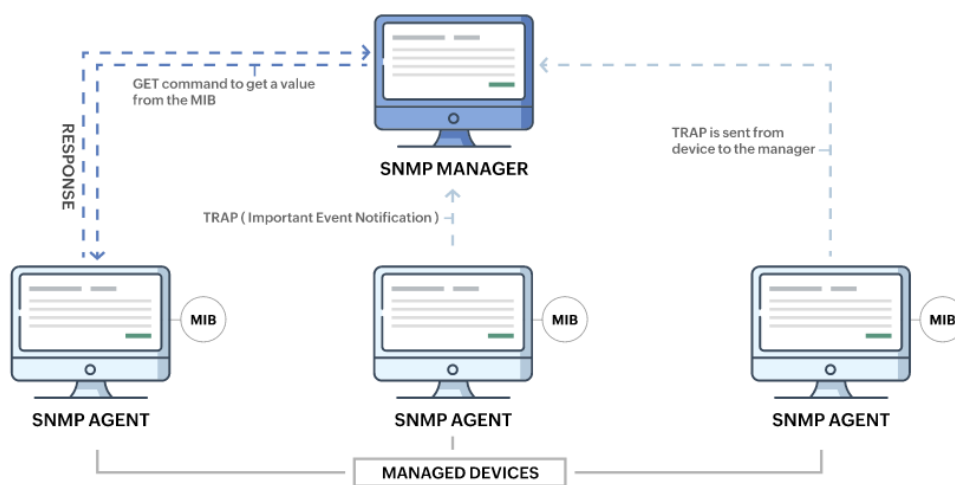 GET command to get a value
from the MIB
RESPONSE
SNMP MANAGER
TRAP is sent from
device to the manager
TRAP ( Important Event Notification )
MIB
MIB
MIB
SNMP AGENT
SNMP AGENT
SNMP AGENT
MANAGED DEVICES